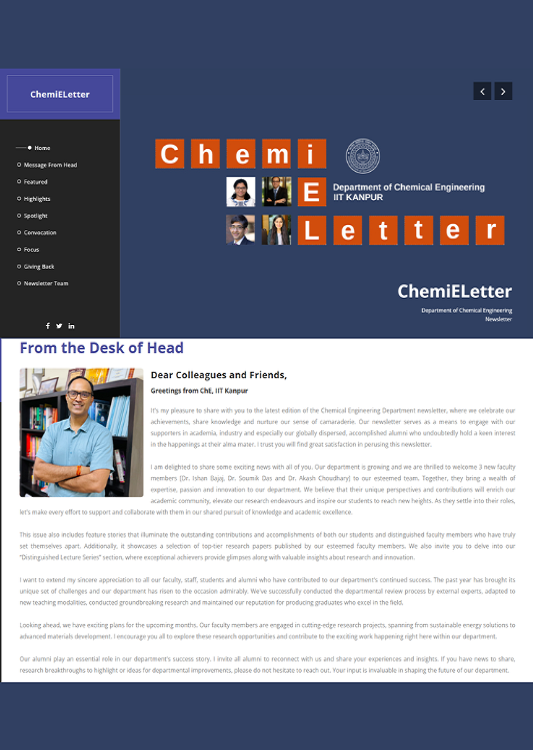 ChemiELetter
Home
Message From Head
Featured
Highlights
Spotlight
Convocation
Focus
Giving Back
Newsletter Team
Chemi
E
Department of Chemical Engineering
IIT KANPUR
Letter
ChemiELetter
Department of Chemical Engineering
Newsletter
From the Desk of Head
Dear Colleagues and Friends,
Greetings from ChE, IIT Kanpur
It's my pleasure to share with you to the latest edition of the Chemical Engineering Department newsletter, where we celebrate our
achievements, share knowledge and nurture our sense of camaraderie. Our newsletter serves as a means to engage with our
supporters in academia, industry and especially our globally dispersed, accomplished alumni who undoubtedly hold a keen interest
in the happenings at their alma mater. I trust you will find great satisfaction in perusing this newsletter.
I am delighted to share some exciting news with all of you. Our department is growing and we are thrilled to welcome 3 new faculty
members [Dr. Ishan Bajaj, Dr. Soumik Das and Dr. Akash Choudhary] to our esteemed team. Together, they bring a wealth of
expertise, passion and innovation to our department. We believe that their unique perspectives and contributions will enrich our
academic community, elevate our research endeavours and inspire our students to reach new heights. As they settle into their roles,
let's make every effort to support and collaborate with them in our shared pursuit of knowledge and academic excellence.
This issue also includes feature stories that illuminate the outstanding contributions and accomplishments of both our students and distinguished faculty members who have truly
set themselves apart. Additionally, it showcases a selection of top-tier research papers published by our esteemed faculty members. We also invite you to delve into our
"Distinguished Lecture Series" section, where exceptional achievers provide glimpses along with valuable insights about research and innovation.
I want to extend my sincere appreciation to all our faculty, staff, students and alumni who have contributed to our department's continued success. The past year has brought its
unique set of challenges and our department has risen to the occasion admirably. We've successfully conducted the departmental review process by external experts, adapted to
new teaching modalities, conducted groundbreaking research and maintained our reputation for producing graduates who excel in the field.
Looking ahead, we have exciting plans for the upcoming months. Our faculty members are engaged in cutting-edge research projects, spanning from sustainable energy solutions to
advanced materials development. I encourage you all to explore these research opportunities and contribute to the exciting work happening right here within our department.
Our alumni play an essential role in our department's success story. I invite all alumni to reconnect with us and share your experiences and insights. If you have news to share,
research breakthroughs to highlight or ideas for departmental improvements, please do not hesitate to reach out. Your input is invaluable in shaping the future of our department.